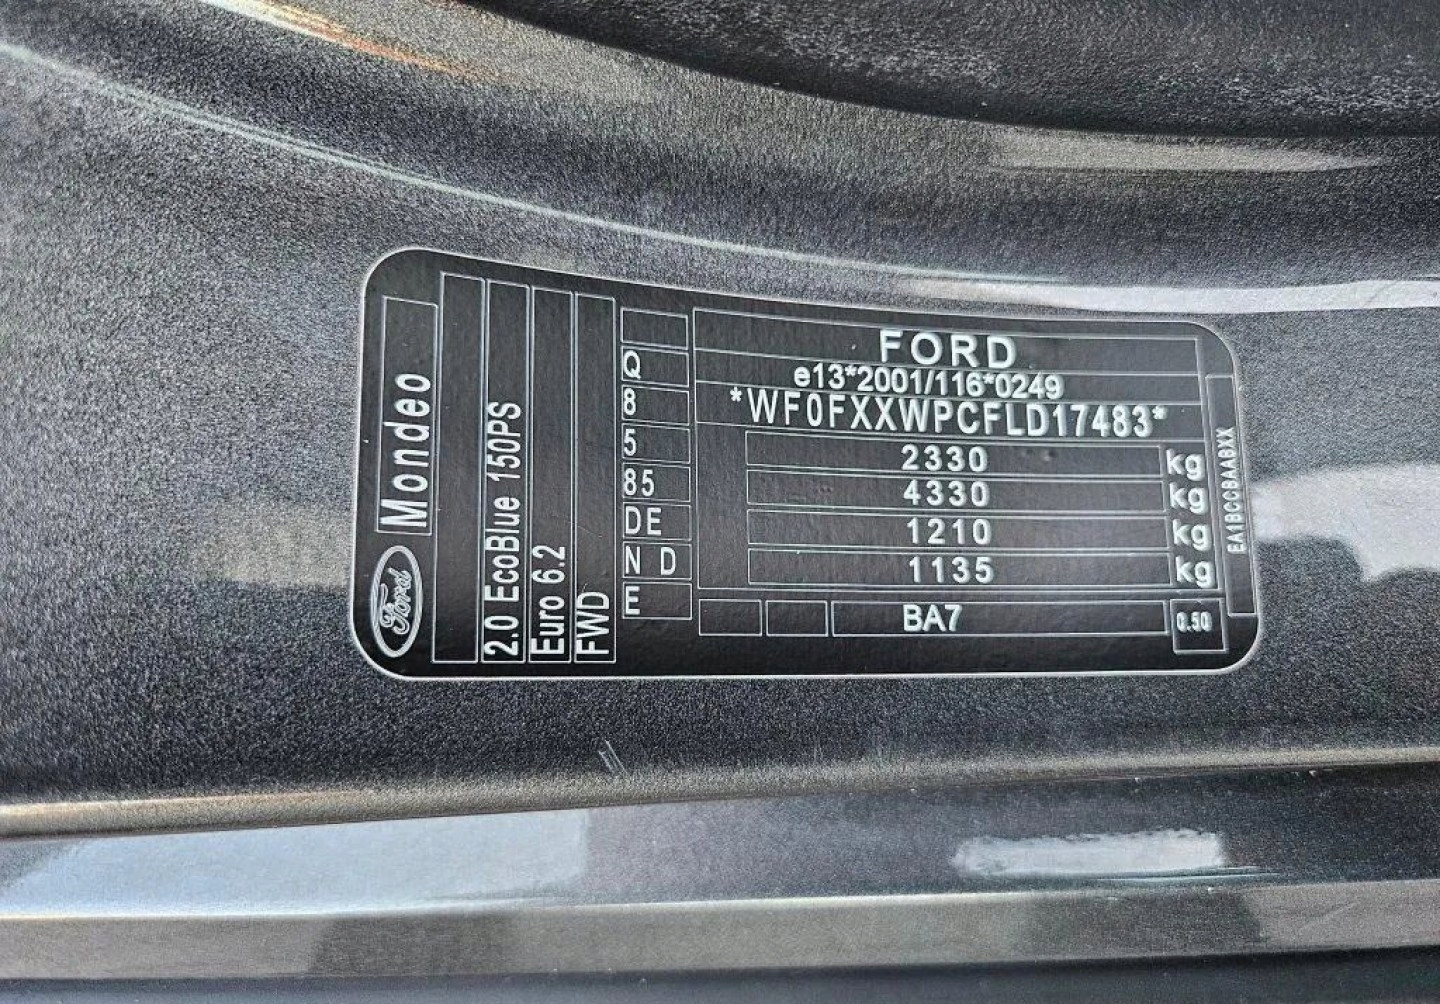 Ford
Mondeo
2.0 EcoBlue 150PS
Euro 6.2
FWD
Q
8
5
85
DE
N D
E
FORD
e13*2001/116*0249
*WF0FXXWPCFLD17483*
2330 kg
4330 kg
1210 kg
1135 kg
BA7
0.50
EA1BCCBAABXX